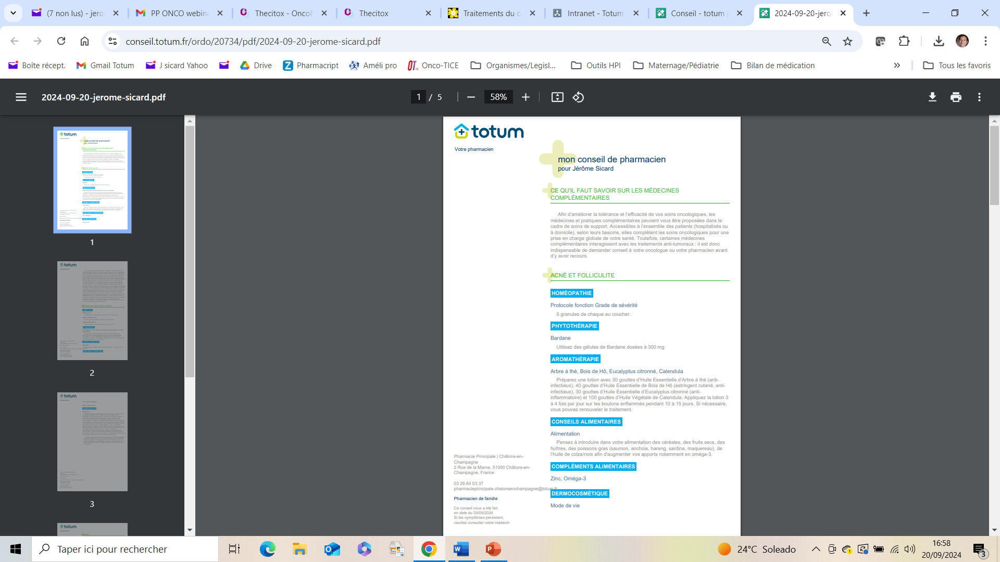 (7 non lus) - jero
PP ONCO webina
Thecitox - OncoE
Thecitox
Traitements du c
Intranet - Totum
Conseil - totum p
2024-09-20-jero
conseil.totum.fr/ordo/20734/pdf/2024-09-20-jerome-sicard.pdf
Boîte récept.
Gmail Totum
J sicard Yahoo
Drive
Pharmacript
Améli pro
Onco-TICE
Organismes/Legisl...
Outils HPI
Maternage/Pédiatrie
Bilan de médication
Tous les favoris
2024-09-20-jerome-sicard.pdf
1 / 5
58%
1
2
3
totum
Votre pharmacien
mon conseil de pharmacien
pour Jérôme Sicard
CE QU'IL FAUT SAVOIR SUR LES MÉDECINES
COMPLÉMENTAIRES
Afin d'améliorer la tolérance et l'efficacité de vos soins oncologiques, les
médecines et pratiques complémentaires peuvent vous être proposées dans le
cadre de soins de support. Accessibles à l'ensemble des patients (hospitalisés ou
à domicile), selon leurs besoins, elles complètent les soins oncologiques pour une
prise en charge globale de votre santé. Toutefois, certaines médecines
complémentaires interagissent avec les traitements anti-tumoraux : il est donc
indispensable de demander conseil à votre oncologue ou votre pharmacien avant
d'y avoir recours.
ACNÉ ET FOLLICULITE
HOMÉOPATHIE
Protocole fonction Grade de sévérité
5 granules de chaque au coucher.
PHYTOTHÉRAPIE
Bardane
Utilisez des gélules de Bardane dosées à 300 mg
AROMATHÉRAPIE
Arbre à thé, Bois de Hô, Eucalyptus citronné, Calendula
Préparez une lotion avec 30 gouttes d'Huile Essentielle d'Arbre à thé (anti-
infectieux), 40 gouttes d'Huile Essentielle de Bois de Hô (astringent cutané, anti-
infectieux), 30 gouttes d'Huile Essentielle d'Eucalyptus citronné (anti-
inflammatoire) et 100 gouttes d'Huile Végétale de Calendula. Appliquez la lotion 3
à 4 fois par jour sur les boutons enflammés pendant 10 à 15 jours. Si nécessaire,
vous pouvez renouveler le traitement.
CONSEILS ALIMENTAIRES
Alimentation
Pensez à introduire dans votre alimentation des céréales, des fruits secs, des
huîtres, des poissons gras (saumon, anchois, hareng, sardine, maquereau), de
l'huile de colza/noix afin d'augmenter vos apports notamment en oméga-3.
COMPLÉMENTS ALIMENTAIRES
Zinc, Oméga-3
DERMOCOSMÉTIQUE
Mode de vie
Pharmacie Principale | Châlons-en-
Champagne
2 Rue de la Marne, 51000 Châlons-en-
Champagne, France
03 26 64 03 37
pharmacieprincipale.chalonsenchampagne@totum.fr
Pharmacien de famille
Ce conseil vous a été fait
en date du 20/09/2024
Si les symptômes persistent,
veuillez consulter votre médecin
Taper ici pour rechercher
24°C Soleado
16:58
20/09/2024
3